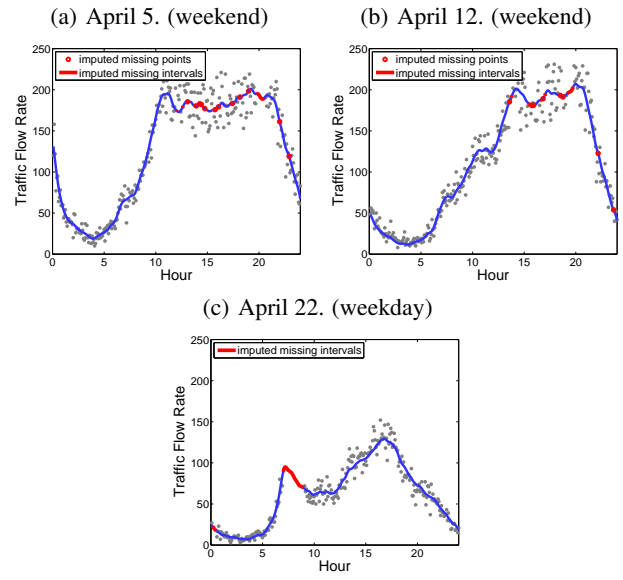 (a) April 5. (weekend)
250
200
150
100
50
0
Traffic Flow Rate
imputed missing points
imputed missing intervals
0 5 10 15 20
Hour
(b) April 12. (weekend)
250
200
150
100
50
0
Traffic Flow Rate
imputed missing points
imputed missing intervals
0 5 10 15 20
Hour
(c) April 22. (weekday)
250
200
150
100
50
0
Traffic Flow Rate
imputed missing intervals
0 5 10 15 20
Hour